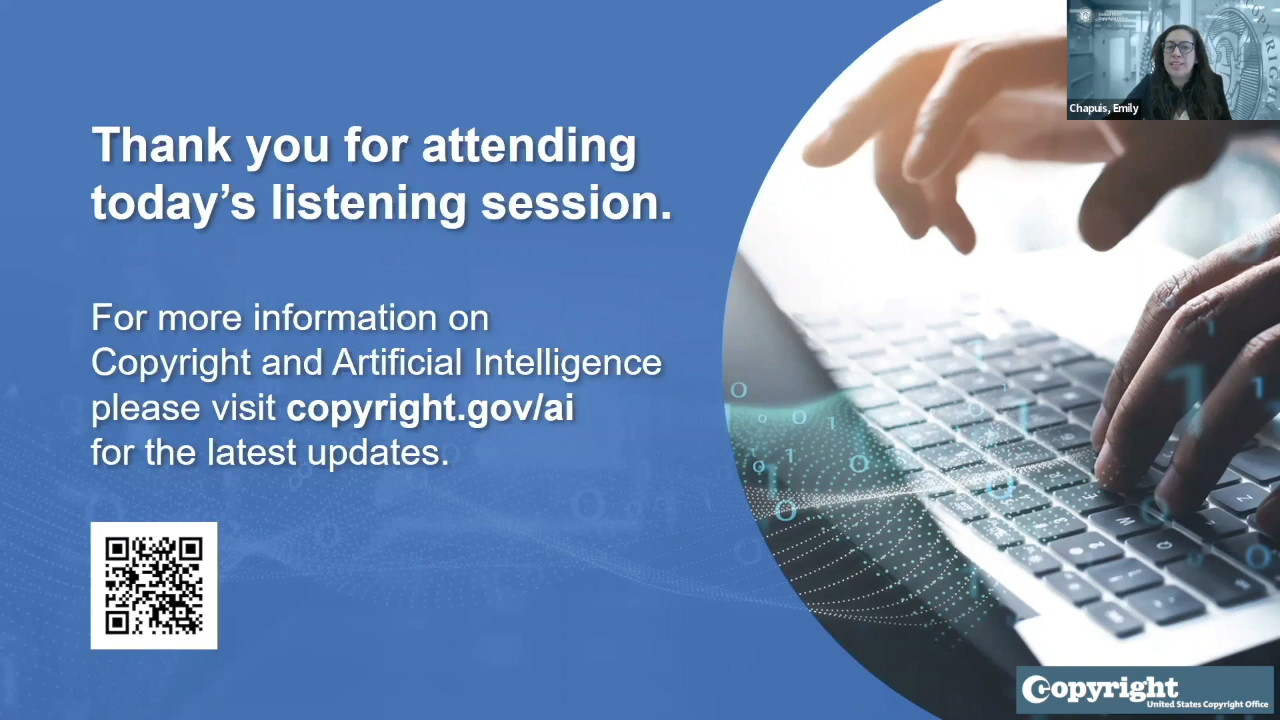 Thank you for attending
today’s listening session.
For more information on
Copyright and Artificial Intelligence
please visit copyright.gov/ai
for the latest updates.
Chapuis, Emily
Copyright
United States Copyright Office